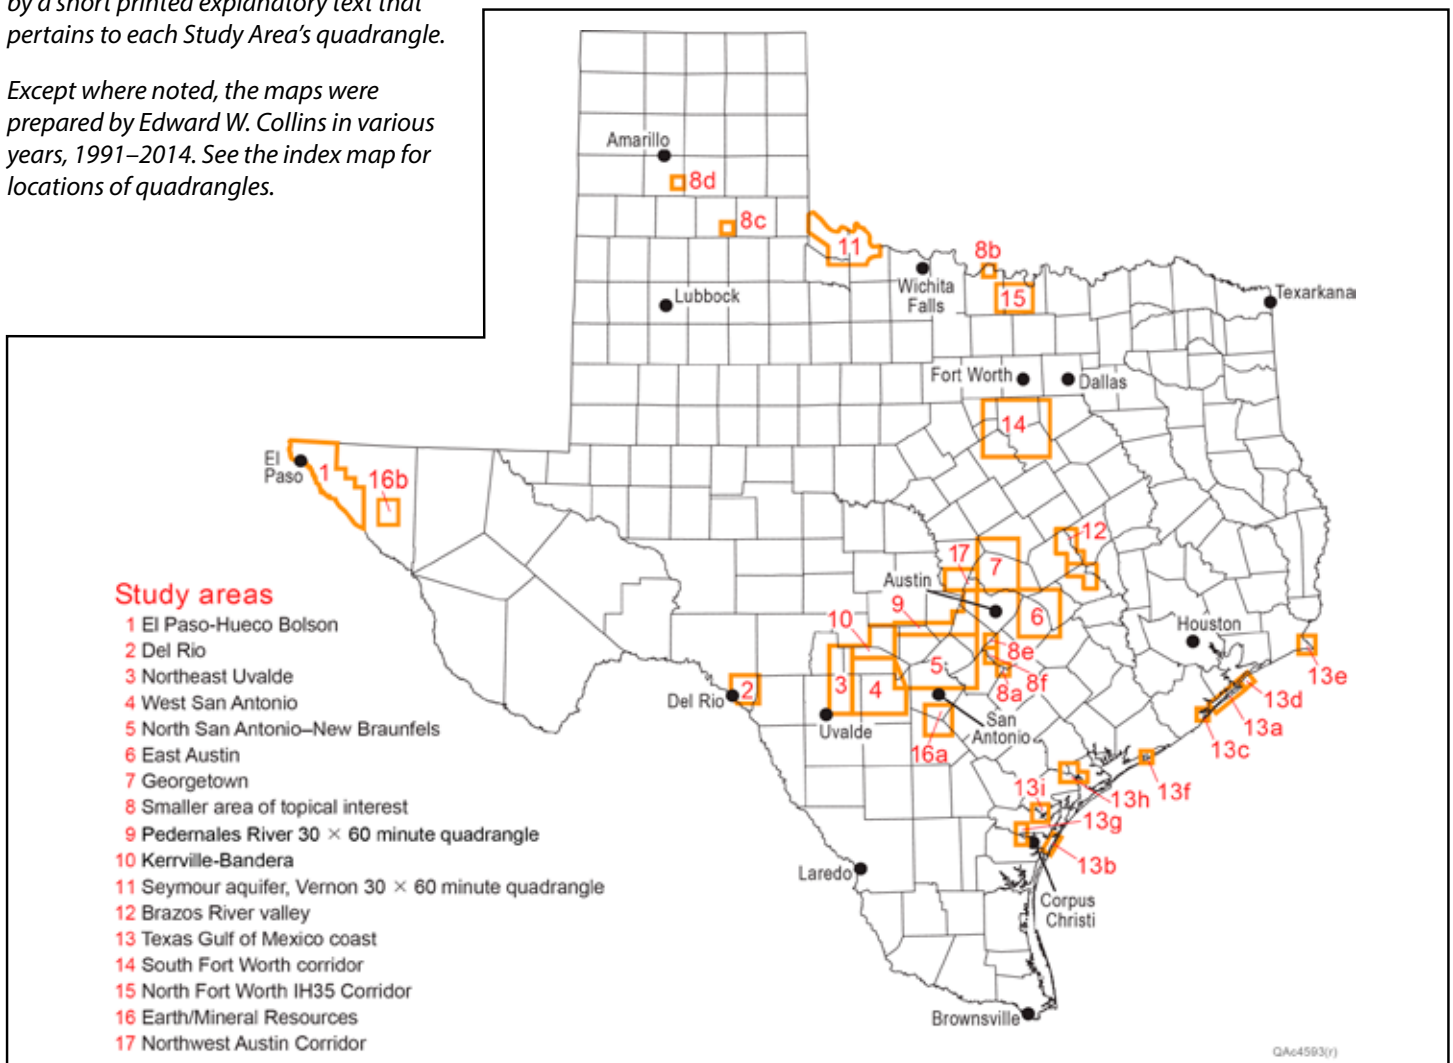 by a short printed explanatory text that
pertains to each Study Area's quadrangle.
Except where noted, the maps were
prepared by Edward W. Collins in various
years, 1991–2014. See the index map for
locations of quadrangles.
Amarillo
8d
8c
11
8b
Wichita
Falls
15
Lubbock
Texarkana
Fort Worth
Dallas
14
El
Paso
1
16b
12
17
7
Austin
9
6
10
Houston
8e
5
8f
13e
3
4
8a
2
Del Rio
13d
San
Antonio
Uvalde
13a
13c
16a
13f
13i
13h
13g
13b
Laredo
Corpus
Christi
Brownsville
Study areas
1 El Paso-Hueco Bolson
2 Del Rio
3 Northeast Uvalde
4 West San Antonio
5 North San Antonio–New Braunfels
6 East Austin
7 Georgetown
8 Smaller area of topical interest
9 Pedernales River 30 × 60 minute quadrangle
10 Kerrville-Bandera
11 Seymour aquifer, Vernon 30 × 60 minute quadrangle
12 Brazos River valley
13 Texas Gulf of Mexico coast
14 South Fort Worth corridor
15 North Fort Worth IH35 Corridor
16 Earth/Mineral Resources
17 Northwest Austin Corridor
QAc4593(r)